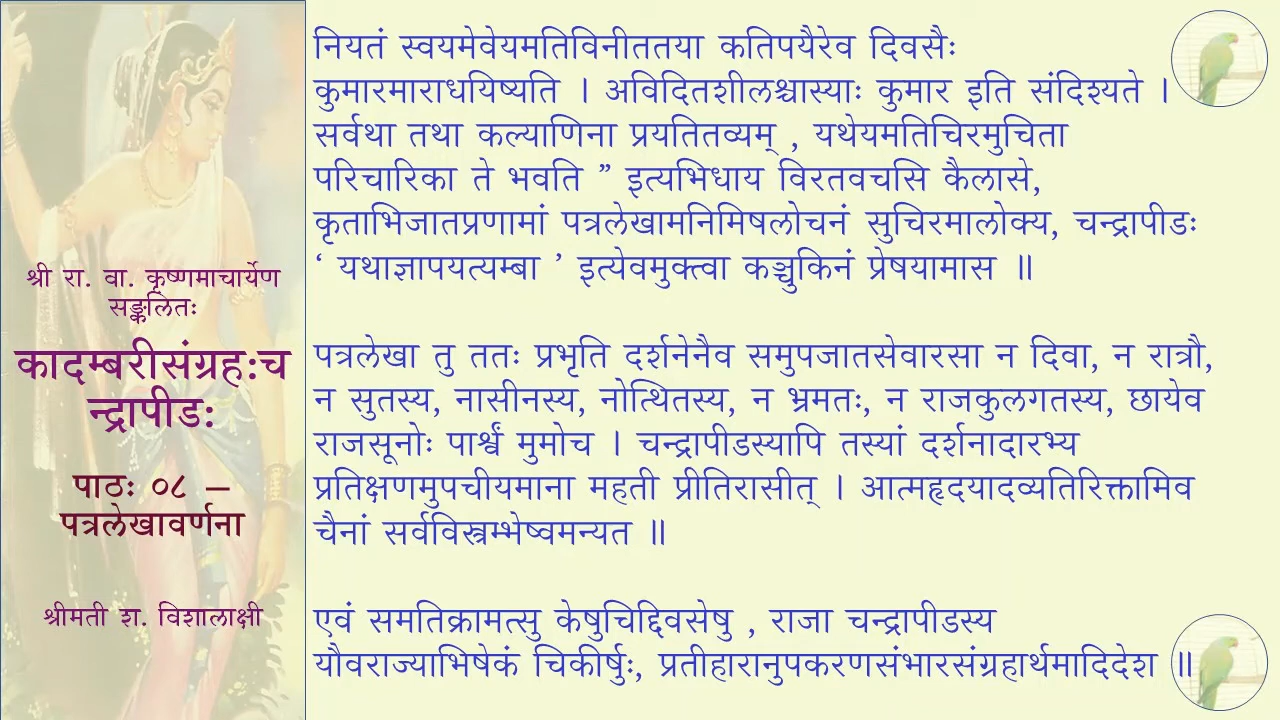 श्री रा. वा. कृष्णमाचार्येण
सङ्कलितः
कादम्बरीसंग्रहःच
न्द्रापीडः
पाठः ०८ –
पत्रलेखावर्णना
श्रीमती श. विशालाक्षी
नियतं स्वयमेवेयमतिविनीततया कतिपयैरेव दिवसैः
कुमारमाराधयिष्यति । अविदितशीलश्चास्याः कुमार इति संदिश्यते ।
सर्वथा तथा कल्याणिना प्रयतितव्यम् , यथेयमतिचिरमुचिता
परिचारिका ते भवति ” इत्यभिधाय विरतवचसि कैलासे,
कृताभिजातप्रणामां पत्रलेखामनिमिषलोचनं सुचिरमालोक्य, चन्द्रापीडः
‘ यथाज्ञापयत्यम्बा ’ इत्येवमुक्त्वा कञ्चुकिनं प्रेषयामास ॥
पत्रलेखा तु ततः प्रभृति दर्शनेनैव समुपजातसेवारसा न दिवा, न रात्रौ,
न सुतस्य, नासीनस्य, नोत्थितस्य, न भ्रमतः, न राजकुलगतस्य, छायेव
राजसूनोः पार्श्वं मुमोच । चन्द्रापीडस्यापि तस्यां दर्शनादारभ्य
प्रतिक्षणमुपचीयमाना महती प्रीतिरासीत् । आत्महृदयादव्यतिरिक्तामिव
चैनां सर्वविस्त्रम्भेष्वमन्यत ॥
एवं समतिक्रामत्सु केषुचिद्दिवसेषु , राजा चन्द्रापीडस्य
यौवराज्याभिषेकं चिकीर्षुः, प्रतीहारानुपकरणसंभारसंग्रहार्थमादिदेश ॥